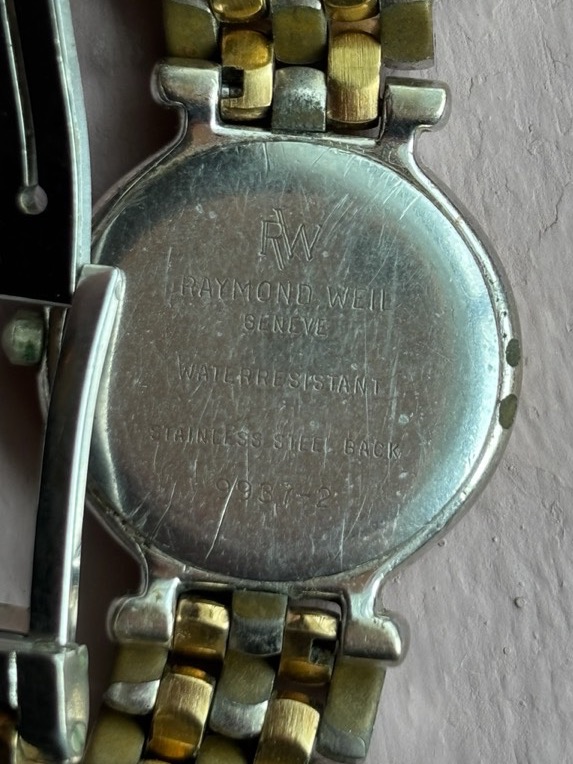 RW
RAYMOND WEIL
GENEVE
WATERRESISTANT
STAINLESS STEEL BACK
9937-2